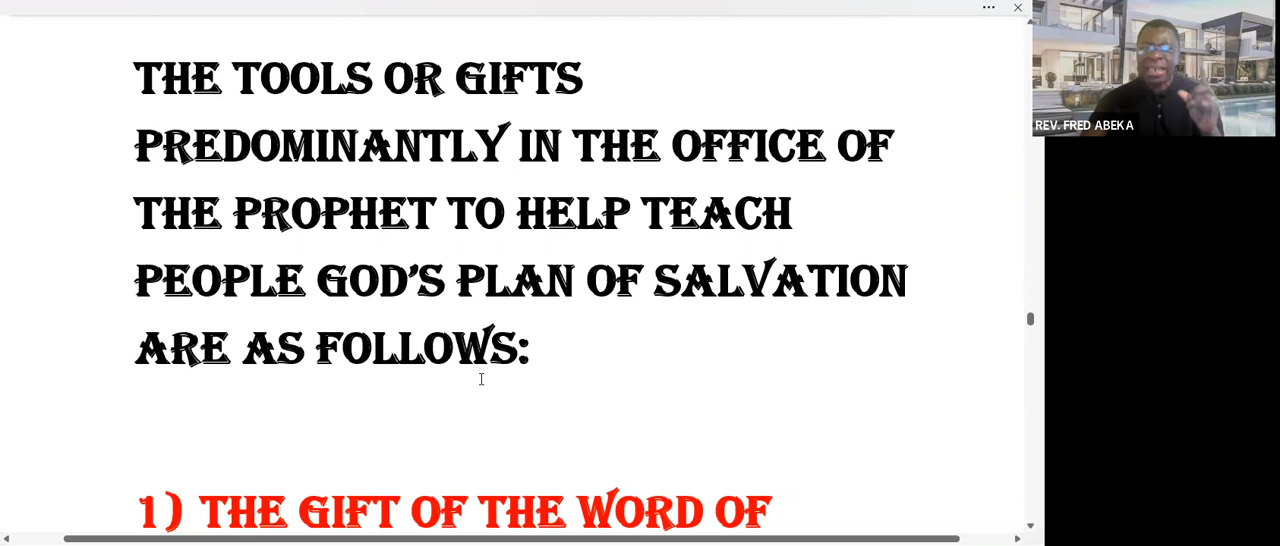 THE TOOLS OR GIFTS
PREDOMINANTLY IN THE OFFICE OF
THE PROPHET TO HELP TEACH
PEOPLE GOD'S PLAN OF SALVATION
ARE AS FOLLOWS:
1) THE GIFT OF THE WORD OF
REV. FRED ABEKA